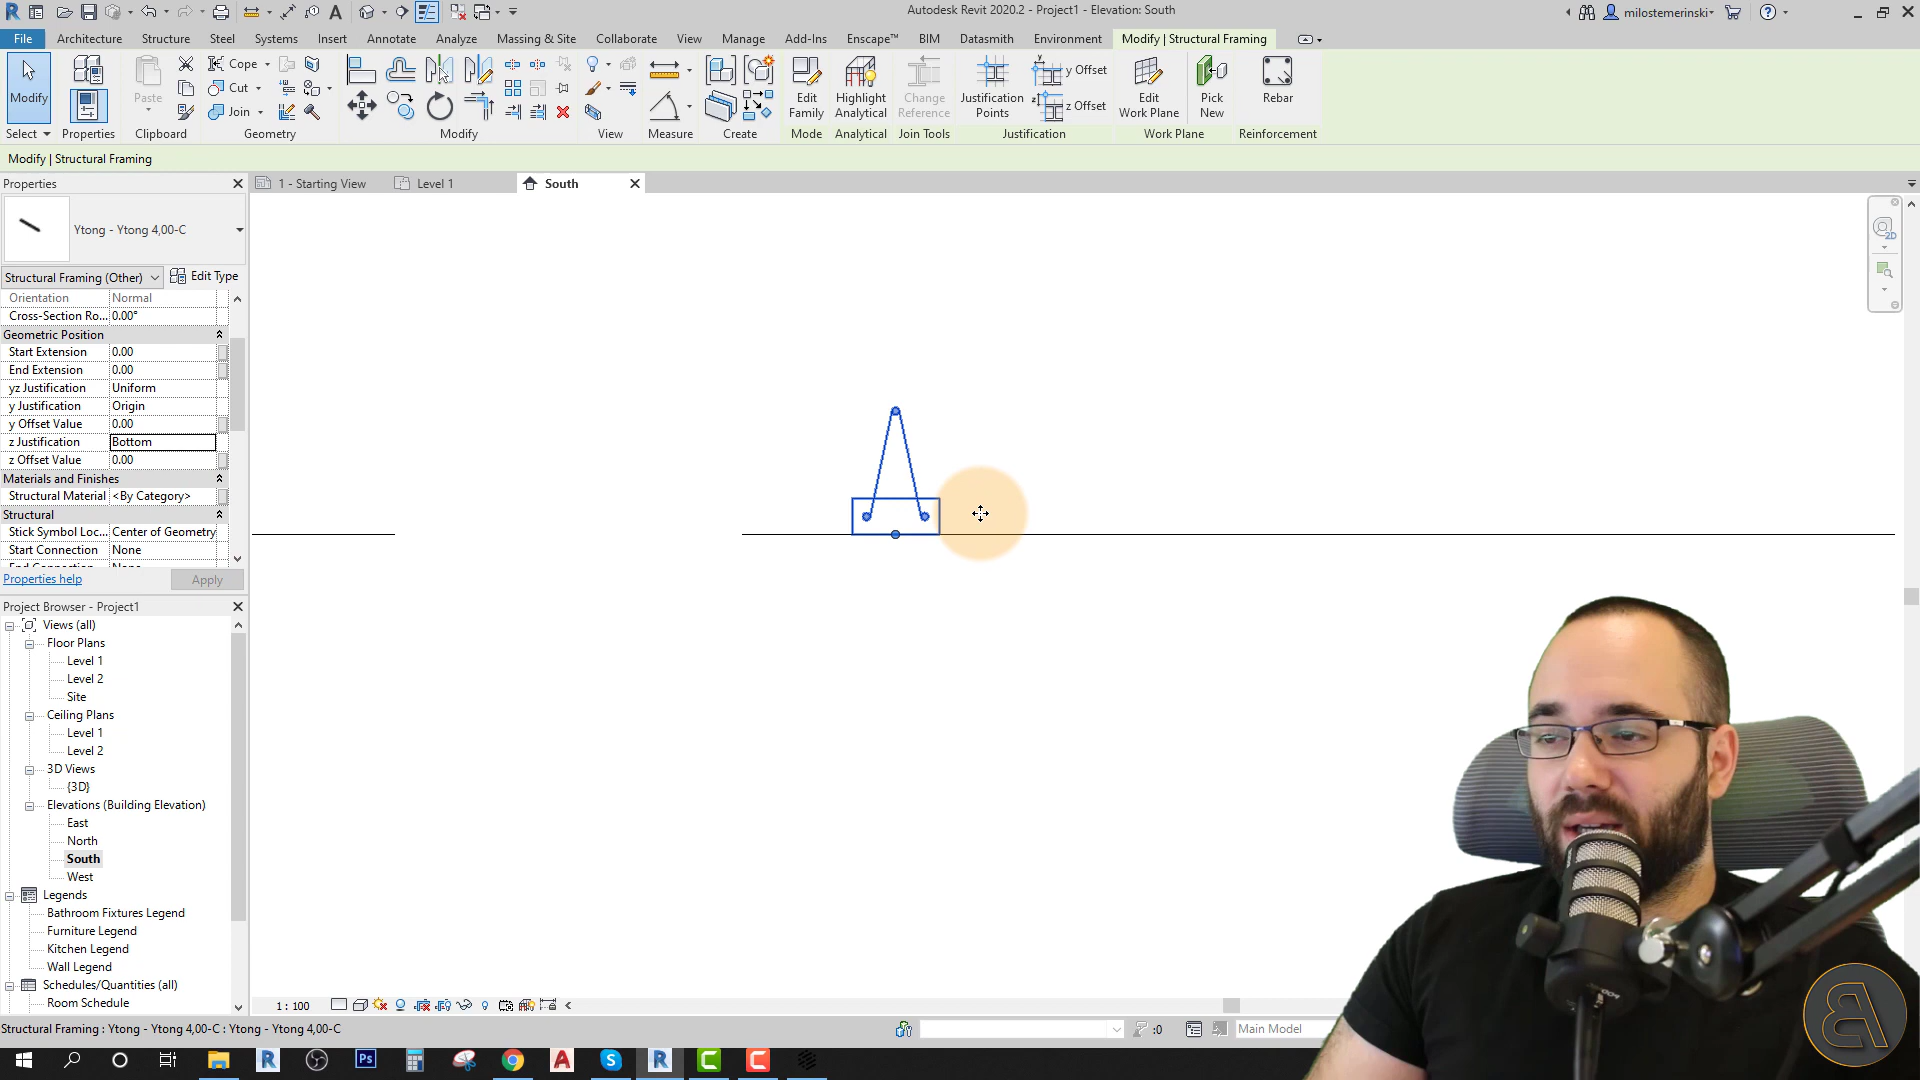 Autodesk Revit 2020.2 - Project1 - Elevation: South
milostemerinski
File Architecture Structure Steel Systems Insert Annotate Analyze Massing & Site Collaborate View Manage Add-Ins Enscape™ BIM Datasmith Environment Modify | Structural Framing
Modify
Paste
Cope
Cut
Join
Edit Family
Highlight Analytical
Change Reference
Justification Points
y Offset
z Offset
Edit Work Plane
Pick New
Rebar
Select Properties Clipboard Geometry Modify View Measure Create Mode Analytical Join Tools Justification Work Plane Reinforcement
Modify | Structural Framing
Properties
1 - Starting View Level 1 South
Ytong - Ytong 4,00-C
Structural Framing (Other) Edit Type
Orientation Normal
Cross-Section Ro... 0.00°
Geometric Position
Start Extension 0.00
End Extension 0.00
yz Justification Uniform
y Justification Origin
y Offset Value 0.00
z Justification Bottom
z Offset Value 0.00
Materials and Finishes
Structural Material <By Category>
Structural
Stick Symbol Loc... Center of Geometry
Start Connection None
Properties help Apply
Project Browser - Project1
Views (all)
Floor Plans
Level 1
Level 2
Site
Ceiling Plans
Level 1
Level 2
3D Views
{3D}
Elevations (Building Elevation)
East
North
South
West
Legends
Bathroom Fixtures Legend
Furniture Legend
Kitchen Legend
Wall Legend
Schedules/Quantities (all)
Room Schedule
2D
1 : 100
Structural Framing : Ytong - Ytong 4,00-C : Ytong - Ytong 4,00-C
:0
Main Model